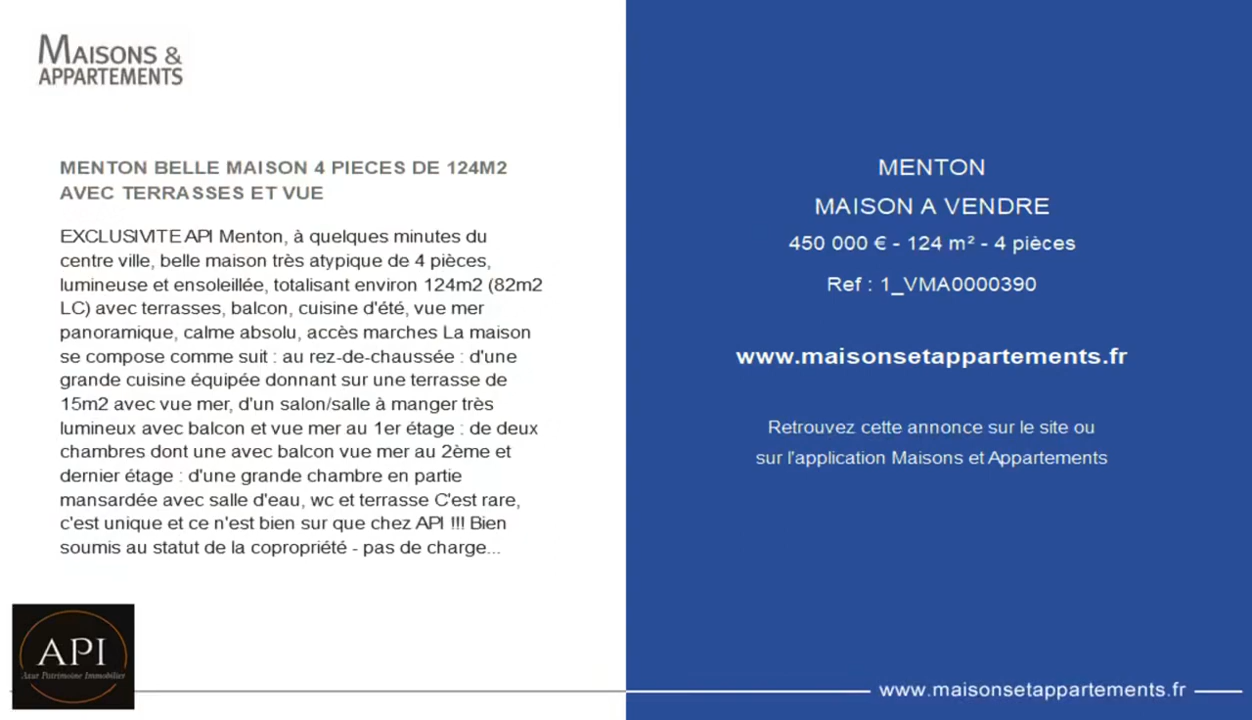 MAISONS &
APPARTEMENTS
MENTON BELLE MAISON 4 PIECES DE 124M2
AVEC TERRASSES ET VUE
EXCLUSIVITE API Menton, à quelques minutes du
centre ville, belle maison très atypique de 4 pièces,
lumineuse et ensoleillée, totalisant environ 124m2 (82m2
LC) avec terrasses, balcon, cuisine d'été, vue mer
panoramique, calme absolu, accès marches La maison
se compose comme suit : au rez-de-chaussée : d'une
grande cuisine équipée donnant sur une terrasse de
15m2 avec vue mer, d'un salon/salle à manger très
lumineux avec balcon et vue mer au 1er étage : de deux
chambres dont une avec balcon vue mer au 2ème et
dernier étage : d'une grande chambre en partie
mansardée avec salle d'eau, wc et terrasse C'est rare,
c'est unique et ce n'est bien sur que chez API !!! Bien
soumis au statut de la copropriété - pas de charge...
API
Azur Patrimoine Immobilier
MENTON
MAISON A VENDRE
450 000 € - 124 m² - 4 pièces
Ref : 1_VMA0000390
www.maisonsetappartements.fr
Retrouvez cette annonce sur le site ou
sur l'application Maisons et Appartements
www.maisonsetappartements.fr